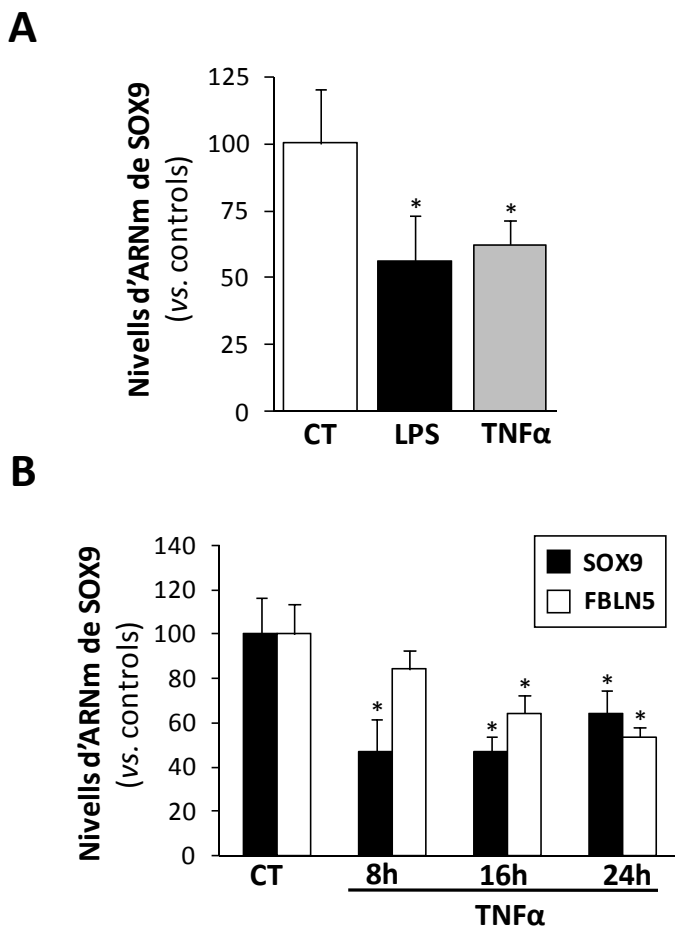 A
Nivells d'ARNm de SOX9
(vs. controls)
125
100
75
50
25
0
*
*
CT LPS TNFα
B
Nivells d'ARNm de SOX9
(vs. controls)
140
120
100
80
60
40
20
0
SOX9
FBLN5
*
*
*
*
*
CT 8h 16h 24h
TNFα